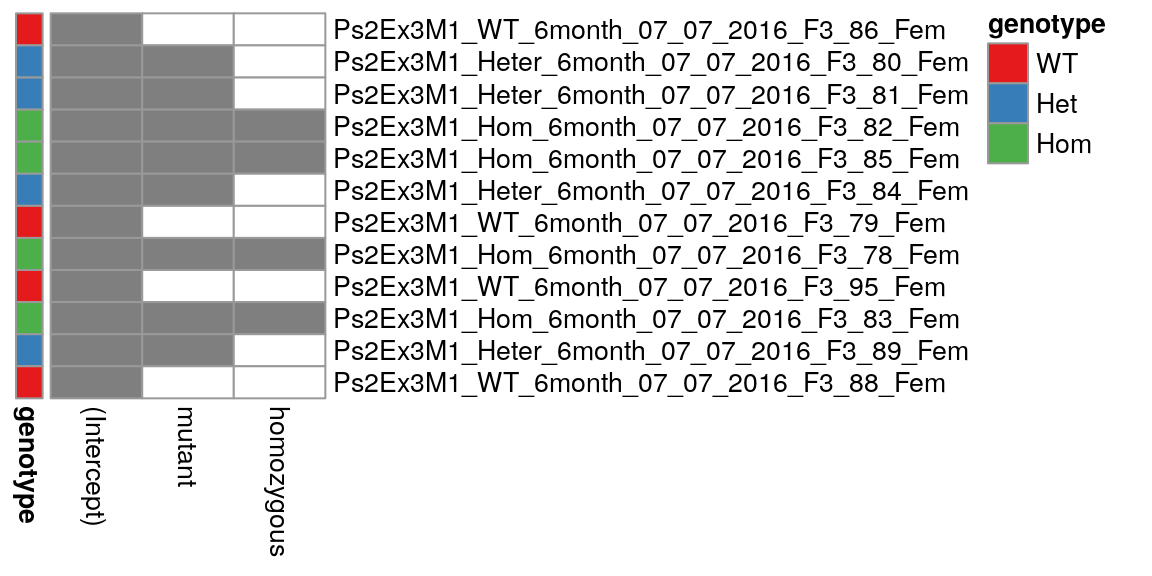 Ps2Ex3M1_WT_6month_07_07_2016_F3_86_Fem
Ps2Ex3M1_Heter_6month_07_07_2016_F3_80_Fem
Ps2Ex3M1_Heter_6month_07_07_2016_F3_81_Fem
Ps2Ex3M1_Hom_6month_07_07_2016_F3_82_Fem
Ps2Ex3M1_Hom_6month_07_07_2016_F3_85_Fem
Ps2Ex3M1_Heter_6month_07_07_2016_F3_84_Fem
Ps2Ex3M1_WT_6month_07_07_2016_F3_79_Fem
Ps2Ex3M1_Hom_6month_07_07_2016_F3_78_Fem
Ps2Ex3M1_WT_6month_07_07_2016_F3_95_Fem
Ps2Ex3M1_Hom_6month_07_07_2016_F3_83_Fem
Ps2Ex3M1_Heter_6month_07_07_2016_F3_89_Fem
Ps2Ex3M1_WT_6month_07_07_2016_F3_88_Fem
genotype
(Intercept)
mutant
homozygous
genotype
WT
Het
Hom